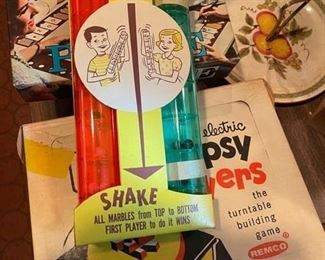 SHAKE
ALL MARBLES from TOP to BOTTOM
FIRST PLAYER to do it WINS
electric
psy
yers
the
turntable
building
game
REMCO